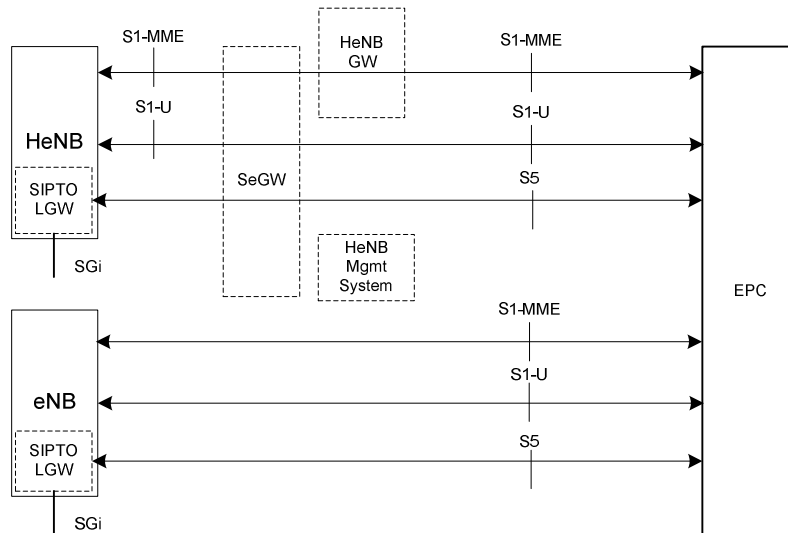 S1-MME
HeNB
GW
S1-MME
S1-U
S1-U
HeNB
SeGW
S5
SIPTO
LGW
SGi
HeNB
Mgmt
System
EPC
S1-MME
S1-U
eNB
S5
SIPTO
LGW
SGi